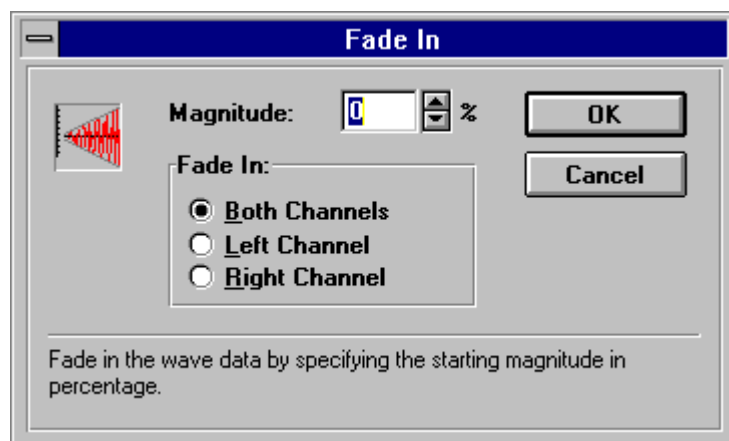 Fade In
Magnitude: 0 % OK
Fade In: Cancel
Both Channels
Left Channel
Right Channel
Fade in the wave data by specifying the starting magnitude in
percentage.